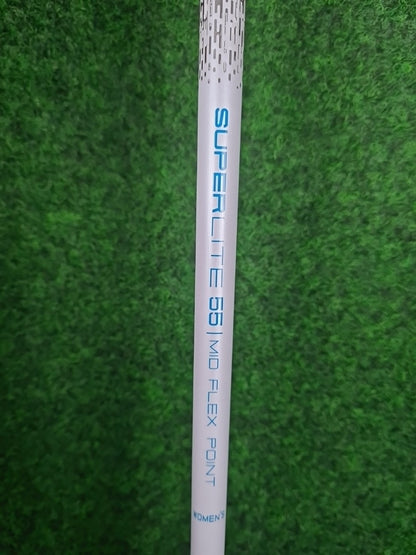 SUPERLITE 55 | MID FLEX POINT
WOMEN'S